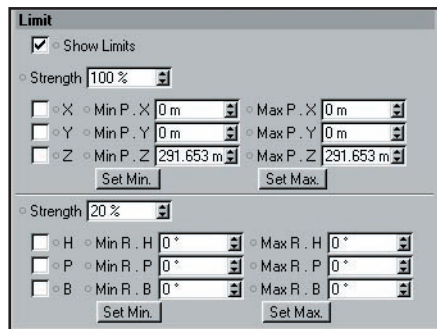 Limit
Show Limits
Strength 100 %
X Min P . X 0 m Max P . X 0 m
Y Min P . Y 0 m Max P . Y 0 m
Z Min P . Z 291.653 m Max P . Z 291.653 m
Set Min. Set Max.
Strength 20 %
H Min R . H 0 ° Max R . H 0 °
P Min R . P 0 ° Max R . P 0 °
B Min R . B 0 ° Max R . B 0 °
Set Min. Set Max.